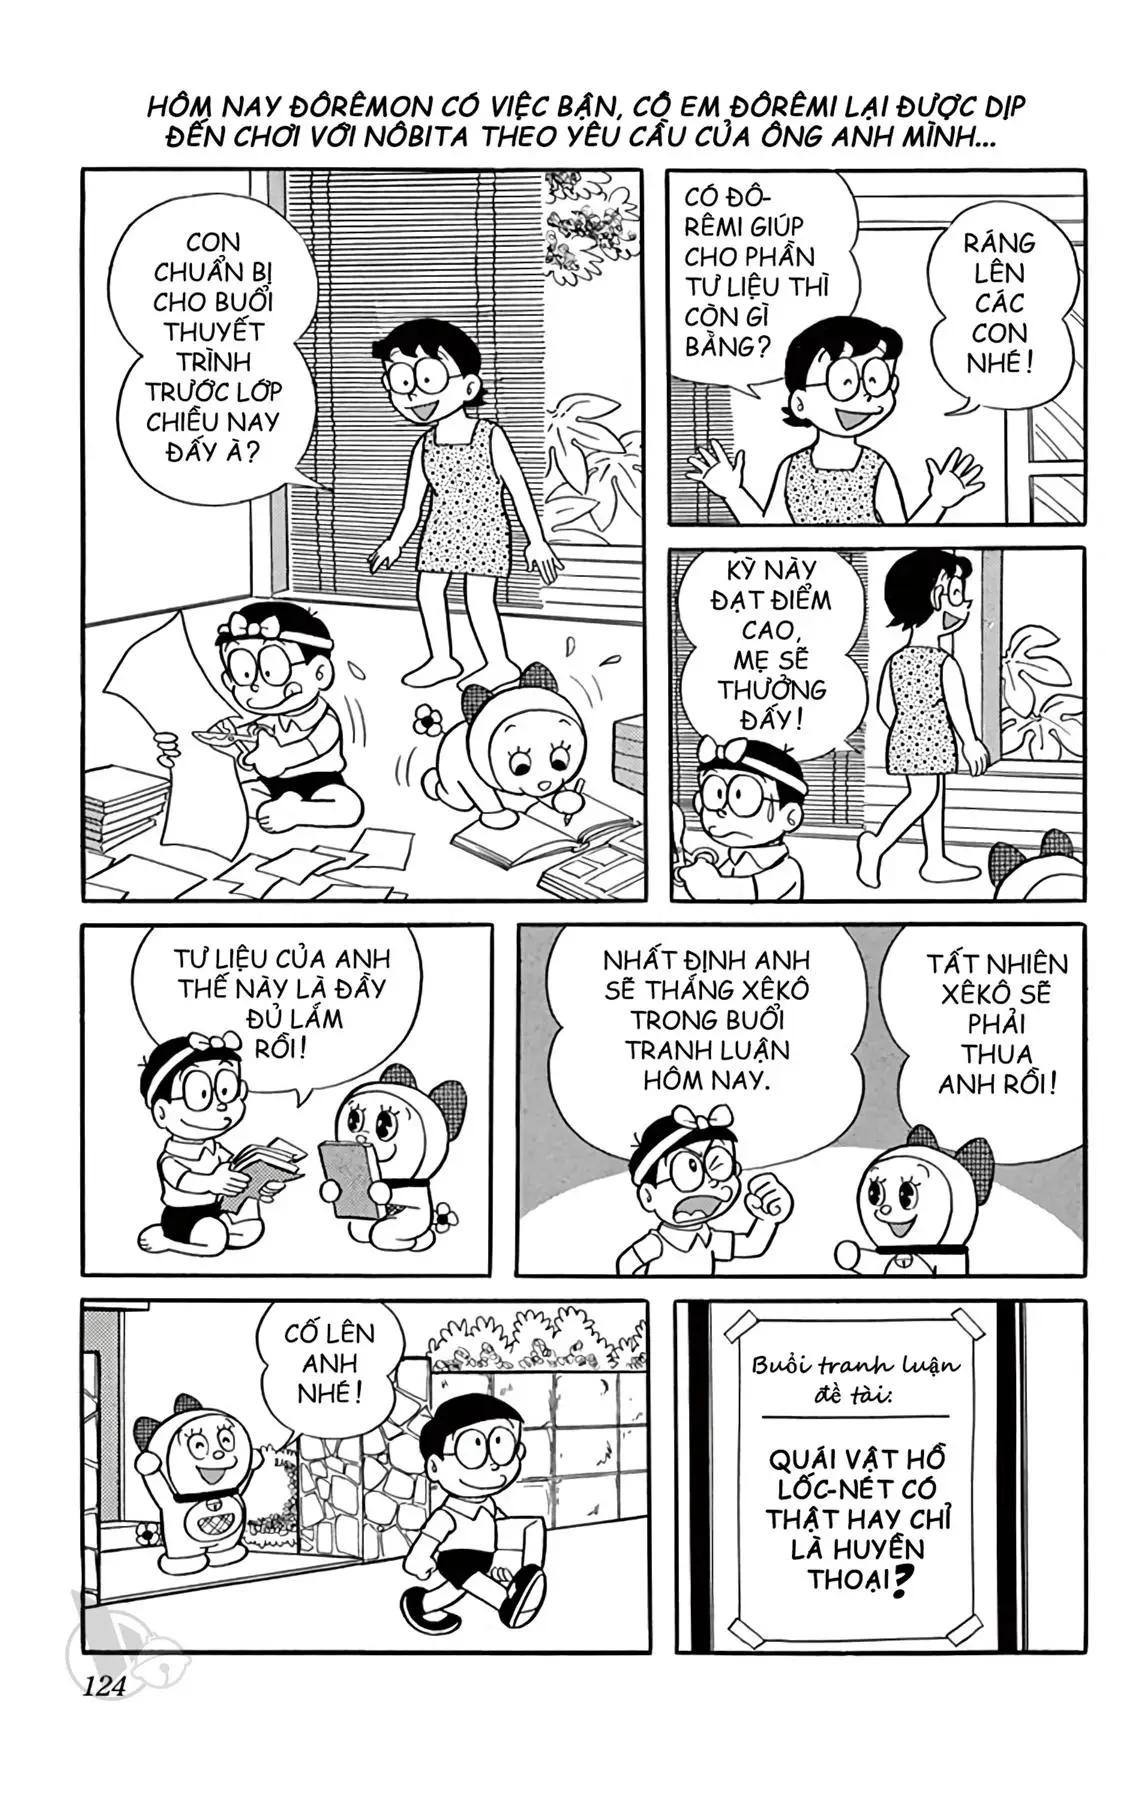 HÔM NAY ĐÔRÊMON CÓ VIỆC BẬN, CÔ EM ĐÔRÊMI LẠI ĐƯỢC DỊP
ĐẾN CHƠI VỚI NÔBITA THEO YÊU CẦU CỦA ÔNG ANH MÌNH...
CON
CHUẨN BỊ
CHO BUỔI
THUYẾT
TRÌNH
TRƯỚC LỚP
CHIỀU NAY
ĐẤY À?
CÓ ĐÔ-
RÊMI GIÚP
CHO PHẦN
TƯ LIỆU THÌ
CÒN GÌ
BẰNG?
RÁNG
LÊN
CÁC
CON
NHÉ!
KỲ NÀY
ĐẠT ĐIỂM
CAO,
MẸ SẼ
THƯỞNG
ĐẤY!
TƯ LIỆU CỦA ANH
THẾ NÀY LÀ ĐẦY
ĐỦ LẮM
RỒI!
NHẤT ĐỊNH ANH
SẼ THẮNG XÊKÔ
TRONG BUỔI
TRANH LUẬN
HÔM NAY.
TẤT NHIÊN
XÊKÔ SẼ
PHẢI
THUA
ANH RỒI!
CỐ LÊN
ANH
NHÉ!
Buổi tranh luận
đề tài:
QUÁI VẬT HỒ
LỐC-NÉT CÓ
THẬT HAY CHỈ
LÀ HUYỀN
THOẠI?
124